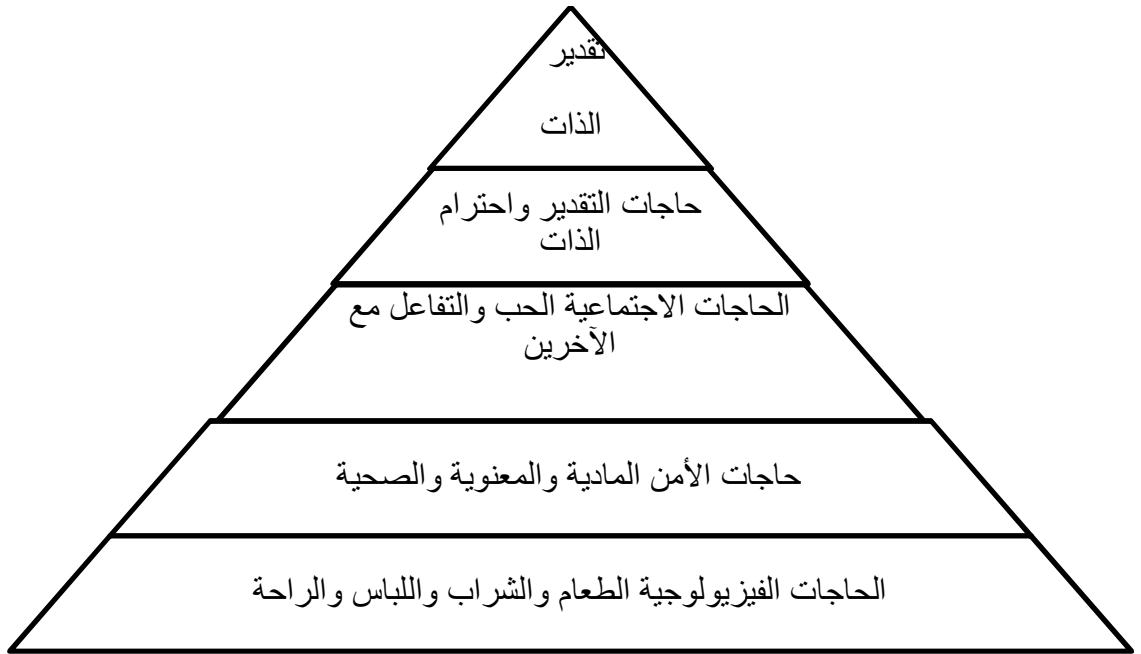 تقدير
الذات
حاجات التقدير واحترام
الذات
الحاجات الاجتماعية الحب والتفاعل مع
الآخرين
حاجات الأمن المادية والمعنوية والصحية
الحاجات الفيزيولوجية الطعام والشراب واللباس والراحة